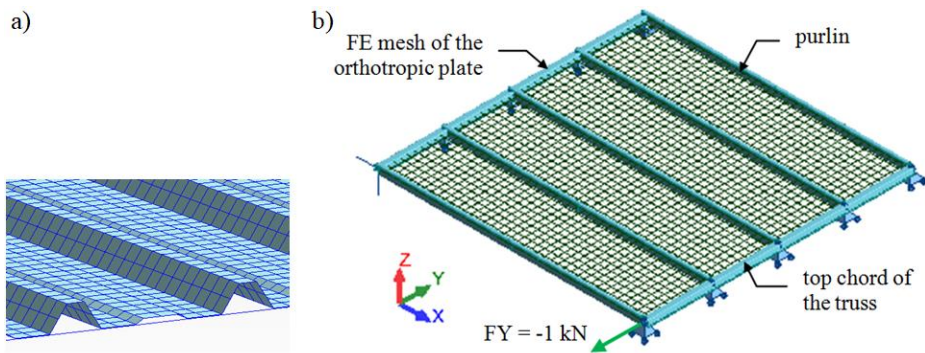 a)
b)
FE mesh of the
orthotropic plate
purlin
Z
Y
X
top chord of
the truss
FY = -1 kN